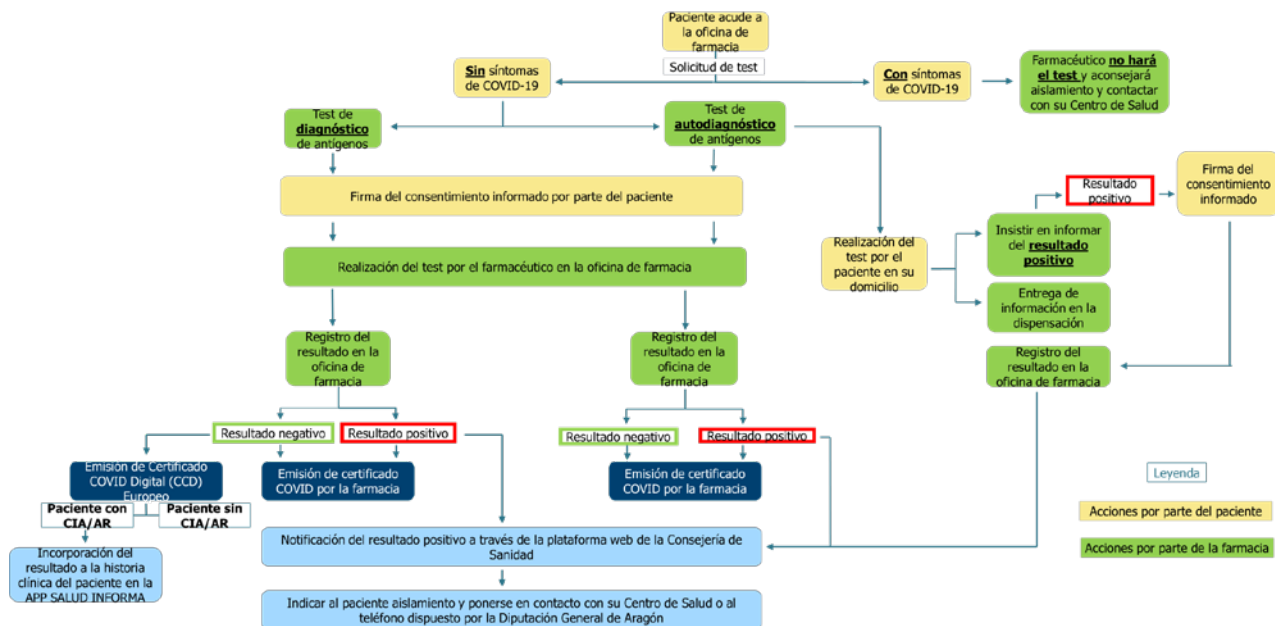 Paciente acude a
la oficina de
farmacia
Solicitud de test
Sin síntomas
de COVID-19
Con síntomas
de COVID-19
Farmacéutico no hará
el test y aconsejará
aislamiento y contactar
con su Centro de Salud
Test de
diagnóstico
de antígenos
Test de
autodiagnóstico
de antígenos
Firma del consentimiento informado por parte del paciente
Resultado
positivo
Firma del
consentimiento
informado
Realización del test por el farmacéutico en la oficina de farmacia
Realización del
test por el
paciente en su
domicilio
Insistir en informar
del resultado
positivo
Entrega de
información en la
dispensación
Registro del
resultado en la
oficina de
farmacia
Registro del
resultado en la
oficina de
farmacia
Registro del
resultado en la
oficina de farmacia
Resultado negativo
Resultado positivo
Resultado negativo
Resultado positivo
Emisión de Certificado
COVID Digital (CCD)
Europeo
Emisión de certificado
COVID por la farmacia
Emisión de certificado
COVID por la farmacia
Paciente con
CIA/AR
Paciente sin
CIA/AR
Incorporación del
resultado a la historia
clínica del paciente en la
APP SALUD INFORMA
Notificación del resultado positivo a través de la plataforma web de la Consejería de
Sanidad
Indicar al paciente aislamiento y ponerse en contacto con su Centro de Salud o al
teléfono dispuesto por la Diputación General de Aragón
Leyenda
Acciones por parte del paciente
Acciones por parte de la farmacia